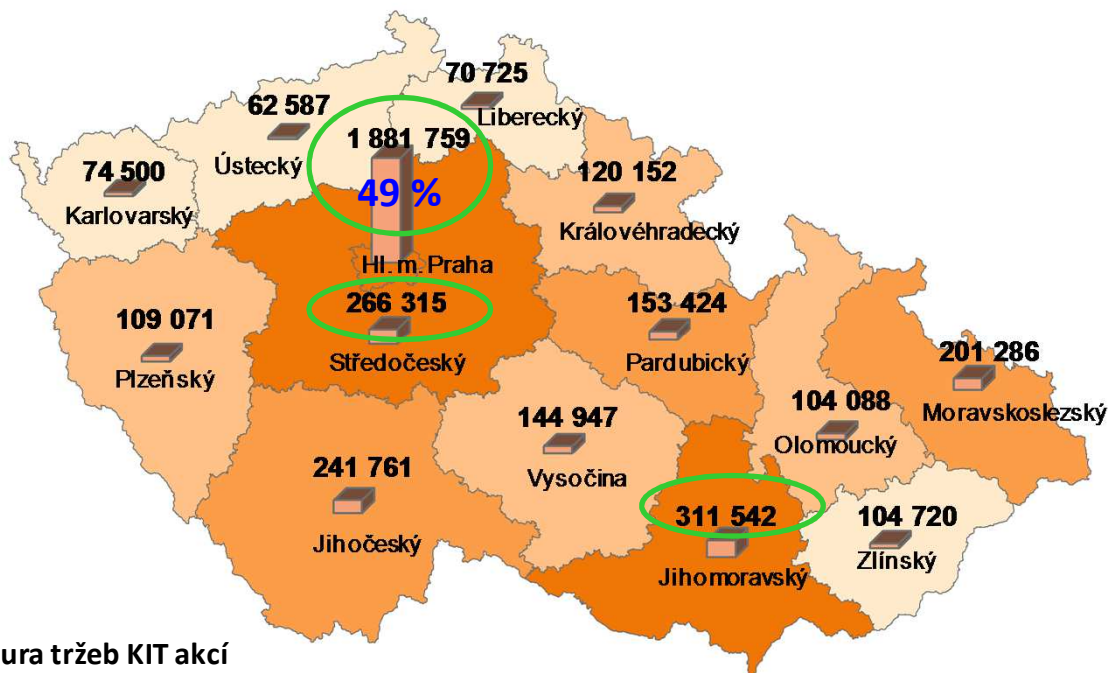 70 725
Liberecký
62 587
Ústecký
1 881 759
49 %
Hl. m. Praha
74 500
Karlovarský
120 152
Královéhradecký
266 315
Středočeský
153 424
Pardubický
109 071
Plzeňský
201 286
Moravskoslezský
104 088
Olomoucký
144 947
Vysočina
241 761
Jihočeský
311 542
Jihomoravský
104 720
Zlínský
ura tržeb KIT akcí